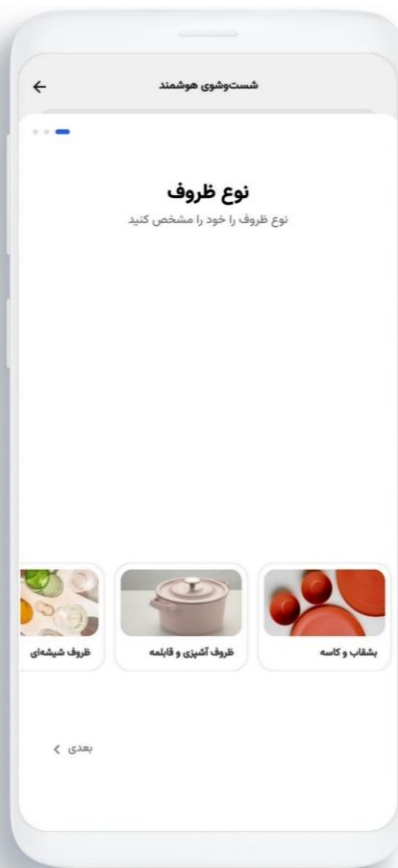 شست‌وشوی هوشمند
نوع ظروف
نوع ظروف را خود را مشخص کنید
بشقاب و کاسه
ظروف آشپزی و قابلمه
ظروف شیشه‌ای
بعدی